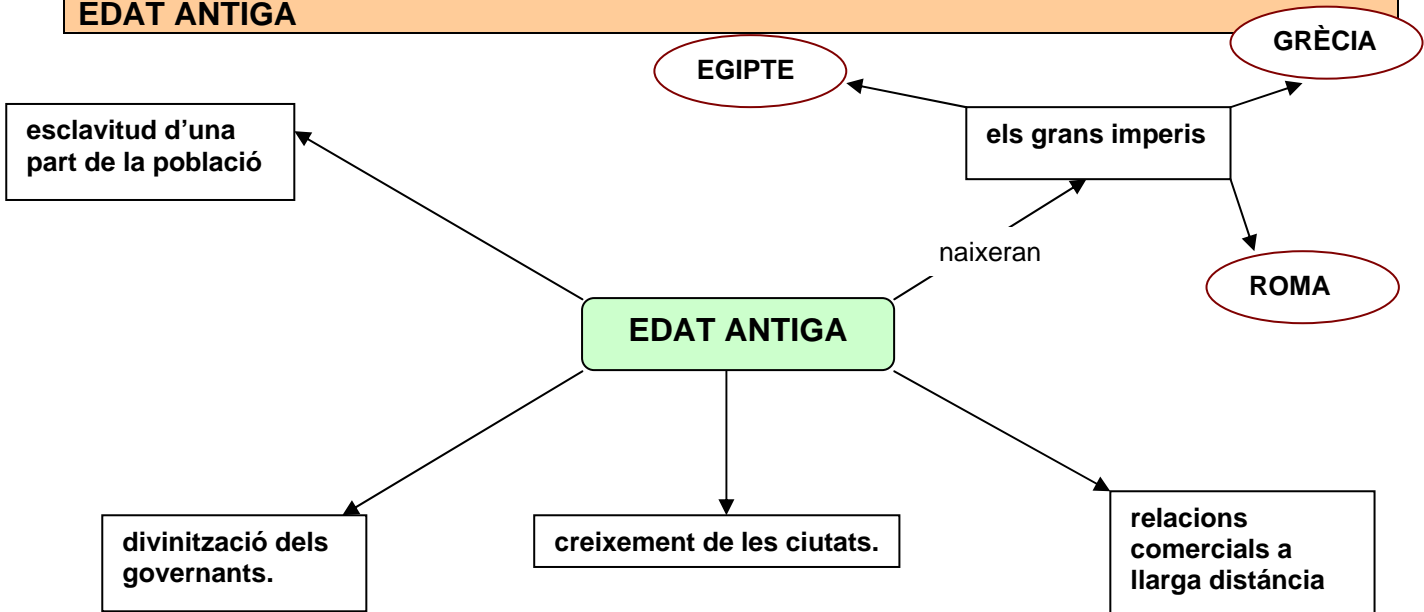 EDAT ANTIGA
GRÈCIA
EGIPTE
esclavitud d’una
part de la població
els grans imperis
naixeran
ROMA
EDAT ANTIGA
divinització dels
governants.
creixement de les ciutats.
relacions
comercials a
llarga distáncia